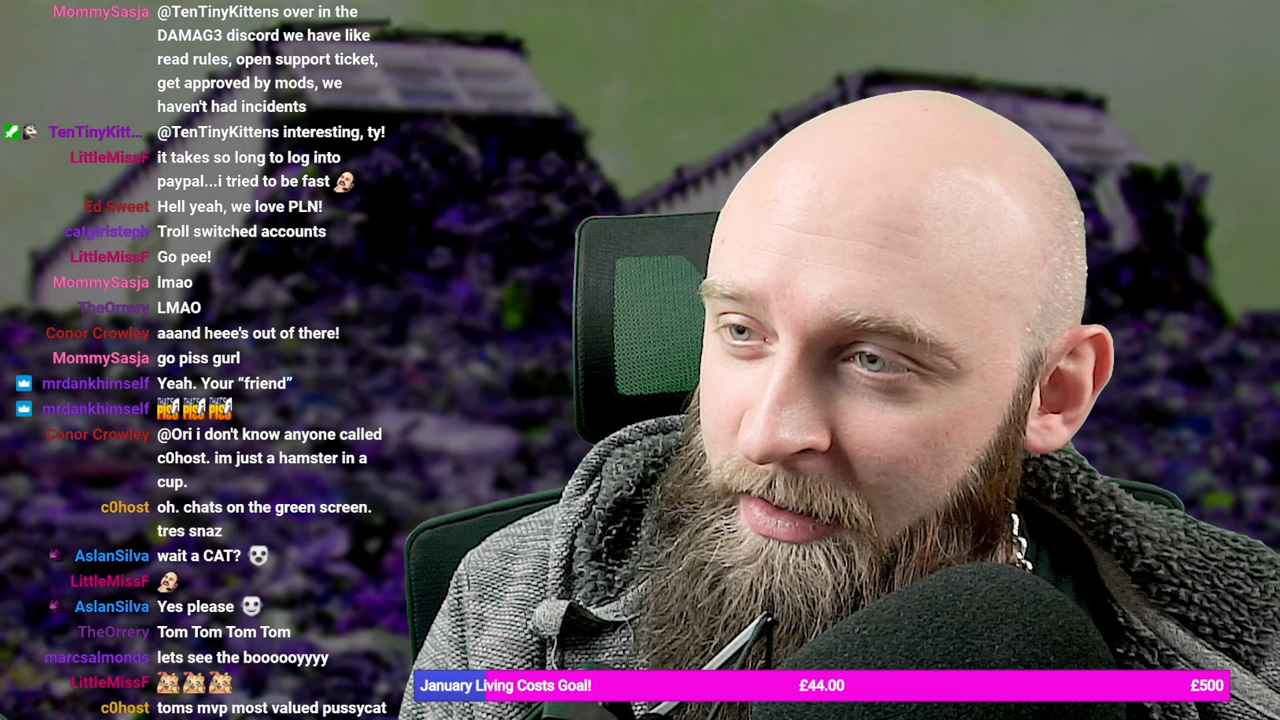 MommySasja @TenTinyKittens over in the
DAMAG3 discord we have like
read rules, open support ticket,
get approved by mods, we
haven't had incidents
TenTinyKitt... @TenTinyKittens interesting, ty!
LittleMissF it takes so long to log into
paypal...i tried to be fast
Ed Sweet Hell yeah, we love PLN!
catgirlsteph Troll switched accounts
LittleMissF Go pee!
MommySasja lmao
TheOrrery LMAO
Conor Crowley aaand heee's out of there!
MommySasja go piss gurl
mrdankhimself Yeah. Your “friend”
mrdankhimself THAT'S PISS THAT'S PISS THAT'S PISS
Conor Crowley @Ori i don't know anyone called
c0host. im just a hamster in a
cup.
c0host oh. chats on the green screen.
tres snaz
AslanSilva wait a CAT?
LittleMissF
AslanSilva Yes please
TheOrrery Tom Tom Tom Tom
marcsalmonds lets see the boooooyyyy
LittleMissF
c0host toms mvp most valued pussycat
January Living Costs Goal! £44.00 £500